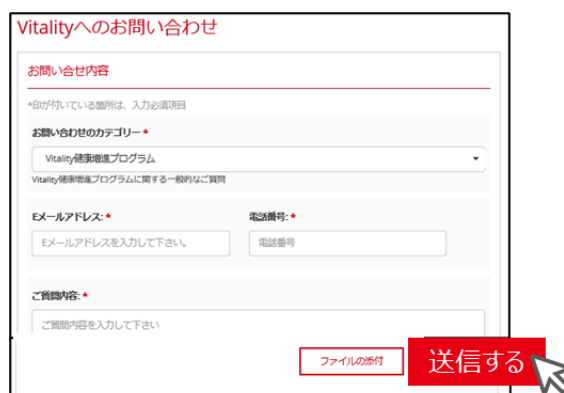 Vitalityへのお問い合わせ
お問い合せ内容
*印が付いている箇所は、入力必須項目
お問い合わせのカテゴリー*
Vitality健康増進プログラム
Vitality健康増進プログラムに関する一般的なご質問
Eメールアドレス:* 電話番号:*
Eメールアドレスを入力して下さい。 電話番号
ご質問内容:*
ご質問内容を入力して下さい
ファイルの添付 送信する